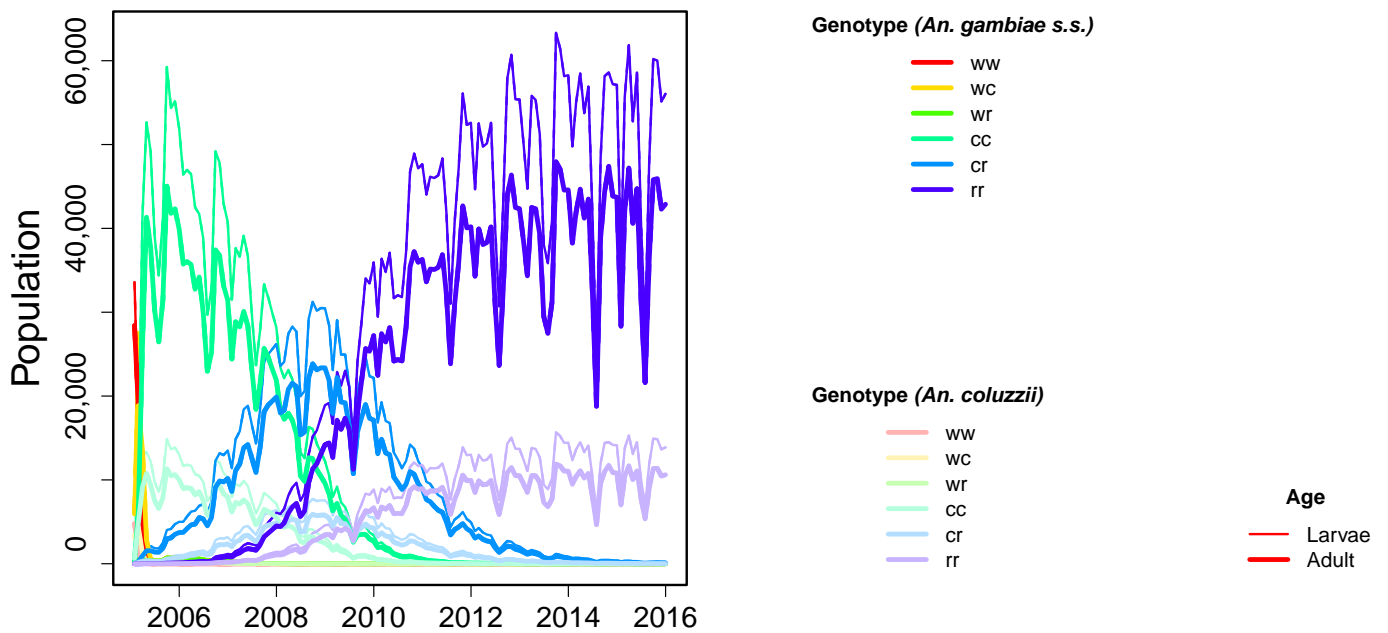 Population
60,000
40,000
20,000
0
2006 2008 2010 2012 2014 2016
Genotype (An. gambiae s.s.)
ww
wc
wr
cc
cr
rr
Genotype (An. coluzzii)
ww
wc
wr
cc
cr
rr
Age
Larvae
Adult